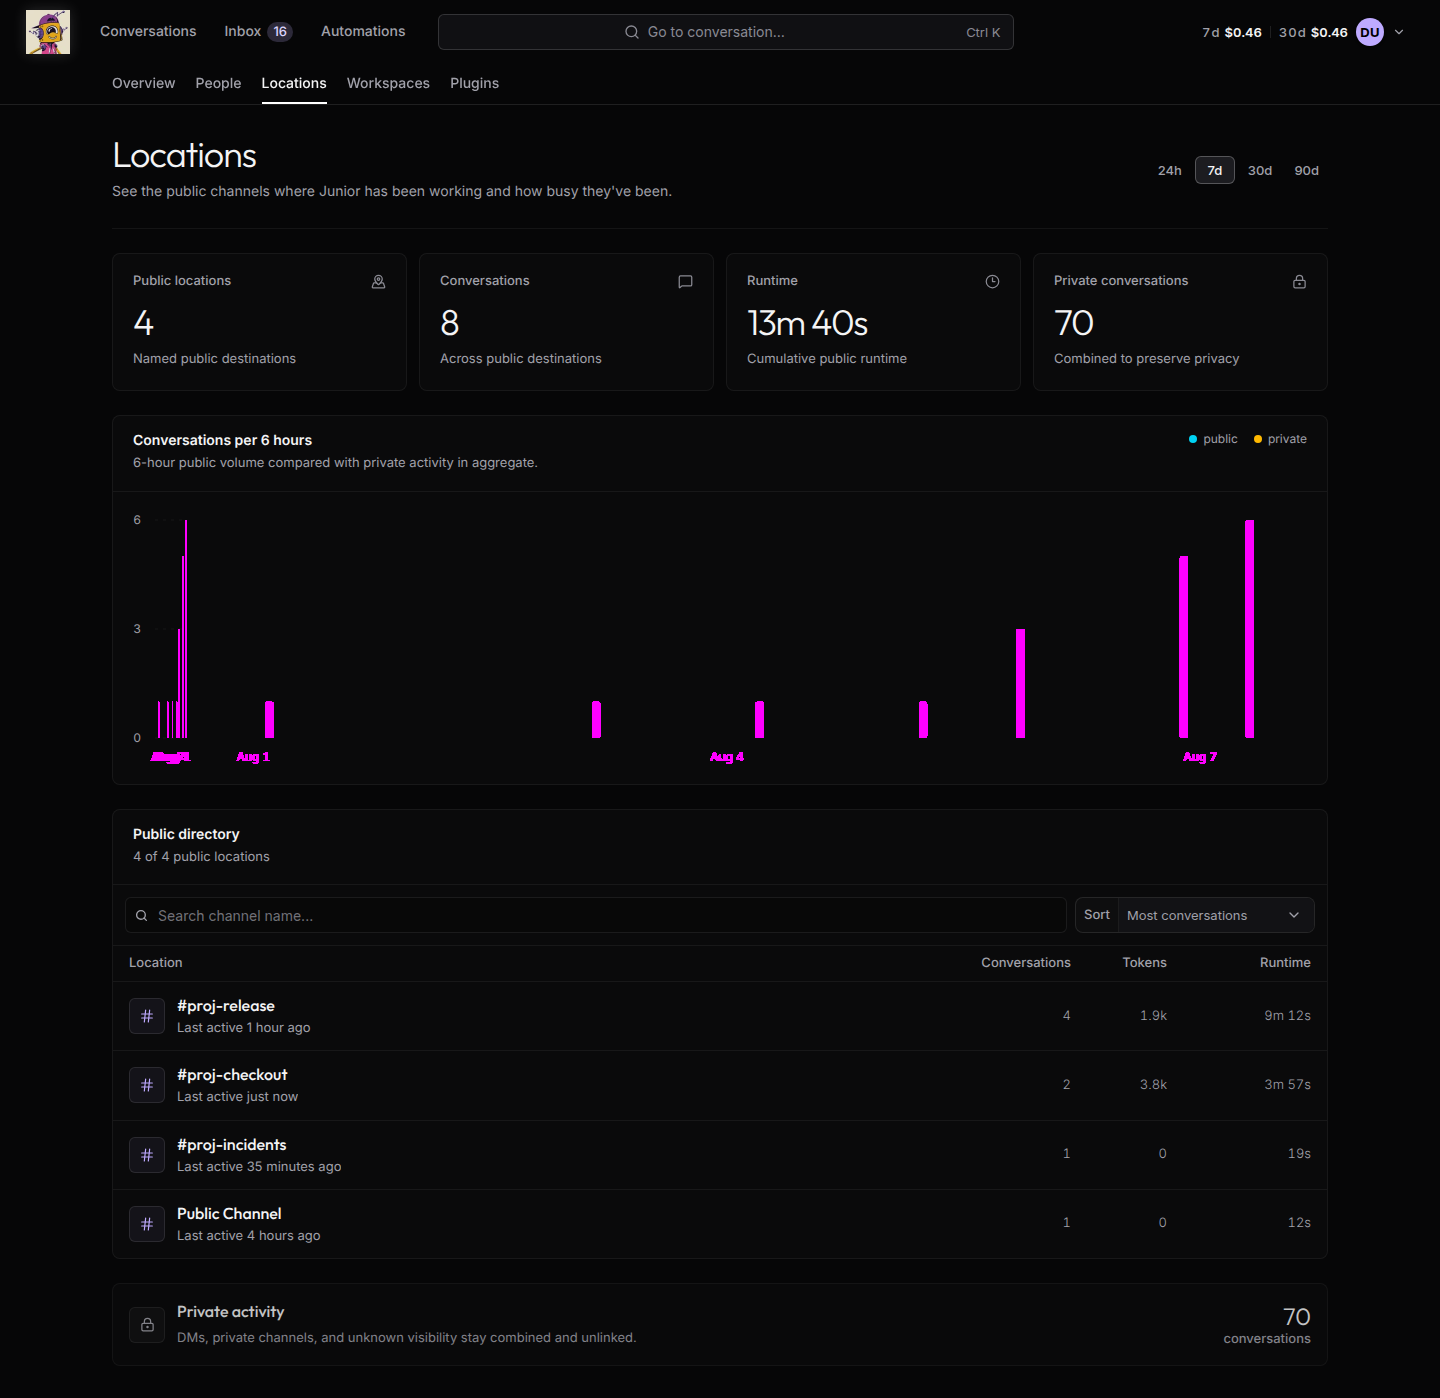 Conversations
Inbox 16
Automations
Go to conversation...
Ctrl K
7d $0.46
30d $0.46
DU
Overview
People
Locations
Workspaces
Plugins
Locations
See the public channels where Junior has been working and how busy they've been.
24h
7d
30d
90d
Public locations
4
Named public destinations
Conversations
8
Across public destinations
Runtime
13m 40s
Cumulative public runtime
Private conversations
70
Combined to preserve privacy
Conversations per 6 hours
6-hour public volume compared with private activity in aggregate.
public
private
6
3
0
Aug 1
Aug 4
Aug 7
Public directory
4 of 4 public locations
Search channel name...
Sort
Most conversations
Location
Conversations
Tokens
Runtime
#proj-release
Last active 1 hour ago
4
1.9k
9m 12s
#proj-checkout
Last active just now
2
3.8k
3m 57s
#proj-incidents
Last active 35 minutes ago
1
0
19s
Public Channel
Last active 4 hours ago
1
0
12s
Private activity
DMs, private channels, and unknown visibility stay combined and unlinked.
70
conversations